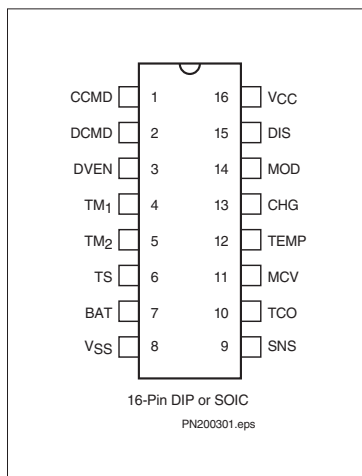 CCMD 1 16 VCC
DCMD 2 15 DIS
DVEN 3 14 MOD
TM1 4 13 CHG
TM2 5 12 TEMP
TS 6 11 MCV
BAT 7 10 TCO
VSS 8 9 SNS
16-Pin DIP or SOIC
PN200301.eps